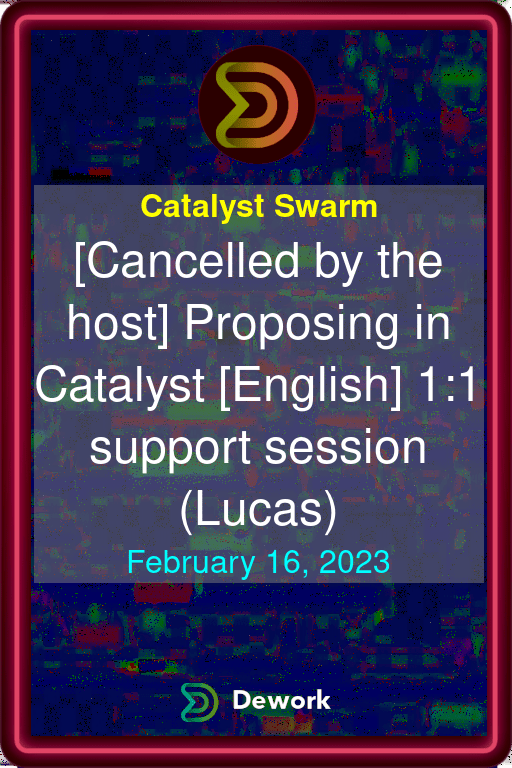 Catalyst Swarm
[Cancelled by the
host] Proposing in
Catalyst [English] 1:1
support session
(Lucas)
February 16, 2023
Dework